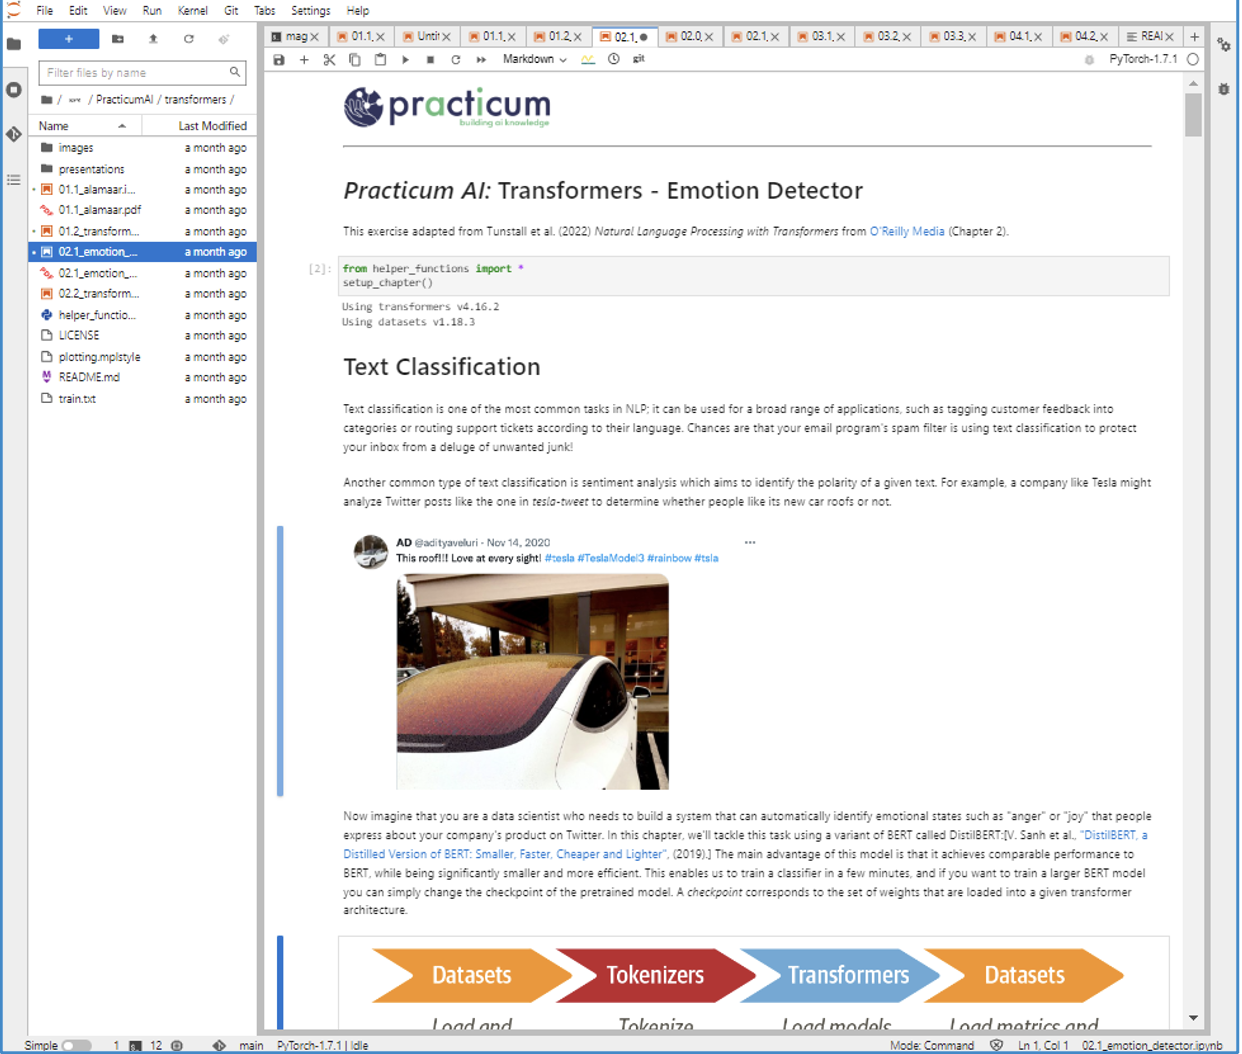 File Edit View Run Kernel Git Tabs Settings Help
+
mag
01.1.
Untit
01.1.
01.2.
02.1.
02.0.
02.1.
03.1.
03.2.
03.3.
04.1.
04.2.
READ
Markdown
git
PyTorch-1.7.1
Filter files by name
/ / PracticumAI / transformers /
Name Last Modified
images a month ago
presentations a month ago
01.1_alamaar.i... a month ago
01.1_alamaar.pdf a month ago
01.2_transform... a month ago
02.1_emotion_... a month ago
02.1_emotion_... a month ago
02.2_transform... a month ago
helper_functio... a month ago
LICENSE a month ago
plotting.mplstyle a month ago
README.md a month ago
train.txt a month ago
practicum
building ai knowledge
Practicum AI: Transformers - Emotion Detector
This exercise adapted from Tunstall et al. (2022) Natural Language Processing with Transformers from O'Reilly Media (Chapter 2).
[2]: from helper_functions import *
setup_chapter()
Using transformers v4.16.2
Using datasets v1.18.3
Text Classification
Text classification is one of the most common tasks in NLP; it can be used for a broad range of applications, such as tagging customer feedback into
categories or routing support tickets according to their language. Chances are that your email program's spam filter is using text classification to protect
your inbox from a deluge of unwanted junk!
Another common type of text classification is sentiment analysis which aims to identify the polarity of a given text. For example, a company like Tesla might
analyze Twitter posts like the one in tesla-tweet to determine whether people like its new car roofs or not.
AD @adityaveluri · Nov 14, 2020 ...
This roof!!! Love at every sight! #tesla #TeslaModel3 #rainbow #tsla
Now imagine that you are a data scientist who needs to build a system that can automatically identify emotional states such as "anger" or "joy" that people
express about your company's product on Twitter. In this chapter, we'll tackle this task using a variant of BERT called DistilBERT:[V. Sanh et al., "DistilBERT, a
Distilled Version of BERT: Smaller, Faster, Cheaper and Lighter", (2019).] The main advantage of this model is that it achieves comparable performance to
BERT, while being significantly smaller and more efficient. This enables us to train a classifier in a few minutes, and if you want to train a larger BERT model
you can simply change the checkpoint of the pretrained model. A checkpoint corresponds to the set of weights that are loaded into a given transformer
architecture.
Datasets Tokenizers Transformers Datasets
Load and Tokenize Load models Load metrics and
Simple 1 12 main PyTorch-1.7.1 | Idle Mode: Command Ln 1, Col 1 02.1_emotion_detector.ipynb